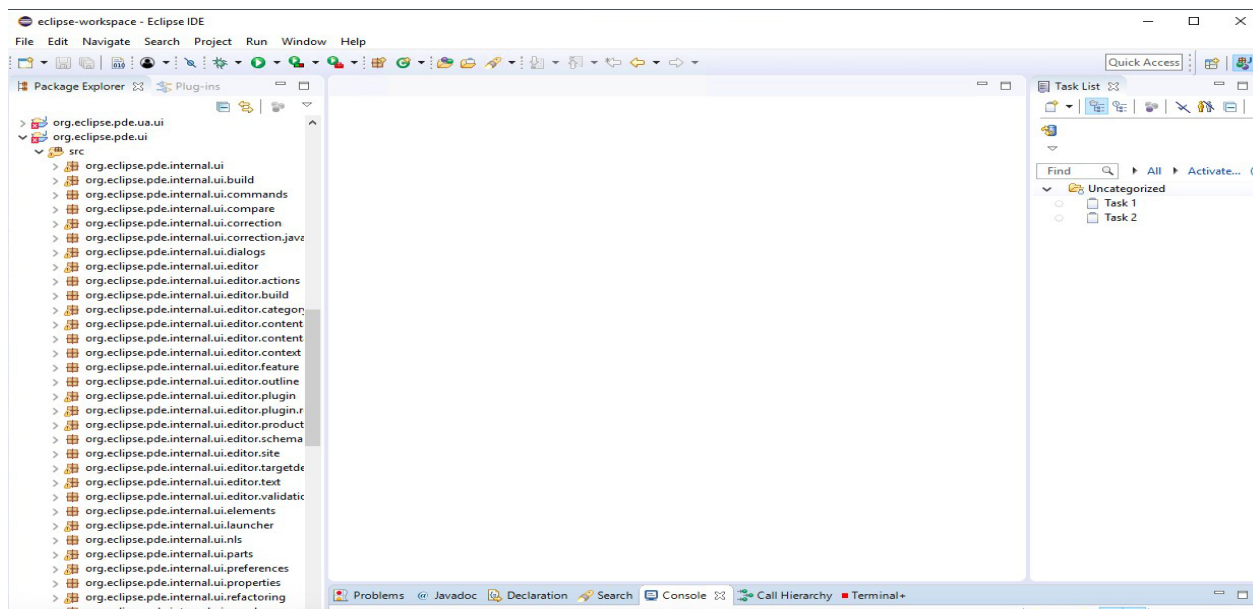 eclipse-workspace - Eclipse IDE
File Edit Navigate Search Project Run Window Help
Quick Access
Package Explorer Plug-ins
org.eclipse.pde.ua.ui
org.eclipse.pde.ui
src
org.eclipse.pde.internal.ui
org.eclipse.pde.internal.ui.build
org.eclipse.pde.internal.ui.commands
org.eclipse.pde.internal.ui.compare
org.eclipse.pde.internal.ui.correction
org.eclipse.pde.internal.ui.correction.java
org.eclipse.pde.internal.ui.dialogs
org.eclipse.pde.internal.ui.editor
org.eclipse.pde.internal.ui.editor.actions
org.eclipse.pde.internal.ui.editor.build
org.eclipse.pde.internal.ui.editor.categor
org.eclipse.pde.internal.ui.editor.content
org.eclipse.pde.internal.ui.editor.content
org.eclipse.pde.internal.ui.editor.context
org.eclipse.pde.internal.ui.editor.feature
org.eclipse.pde.internal.ui.editor.outline
org.eclipse.pde.internal.ui.editor.plugin
org.eclipse.pde.internal.ui.editor.plugin.r
org.eclipse.pde.internal.ui.editor.product
org.eclipse.pde.internal.ui.editor.schema
org.eclipse.pde.internal.ui.editor.site
org.eclipse.pde.internal.ui.editor.targetde
org.eclipse.pde.internal.ui.editor.text
org.eclipse.pde.internal.ui.editor.validatio
org.eclipse.pde.internal.ui.elements
org.eclipse.pde.internal.ui.launcher
org.eclipse.pde.internal.ui.nls
org.eclipse.pde.internal.ui.parts
org.eclipse.pde.internal.ui.preferences
org.eclipse.pde.internal.ui.properties
org.eclipse.pde.internal.ui.refactoring
Task List
Find All Activate...
Uncategorized
Task 1
Task 2
Problems Javadoc Declaration Search Console Call Hierarchy Terminal+